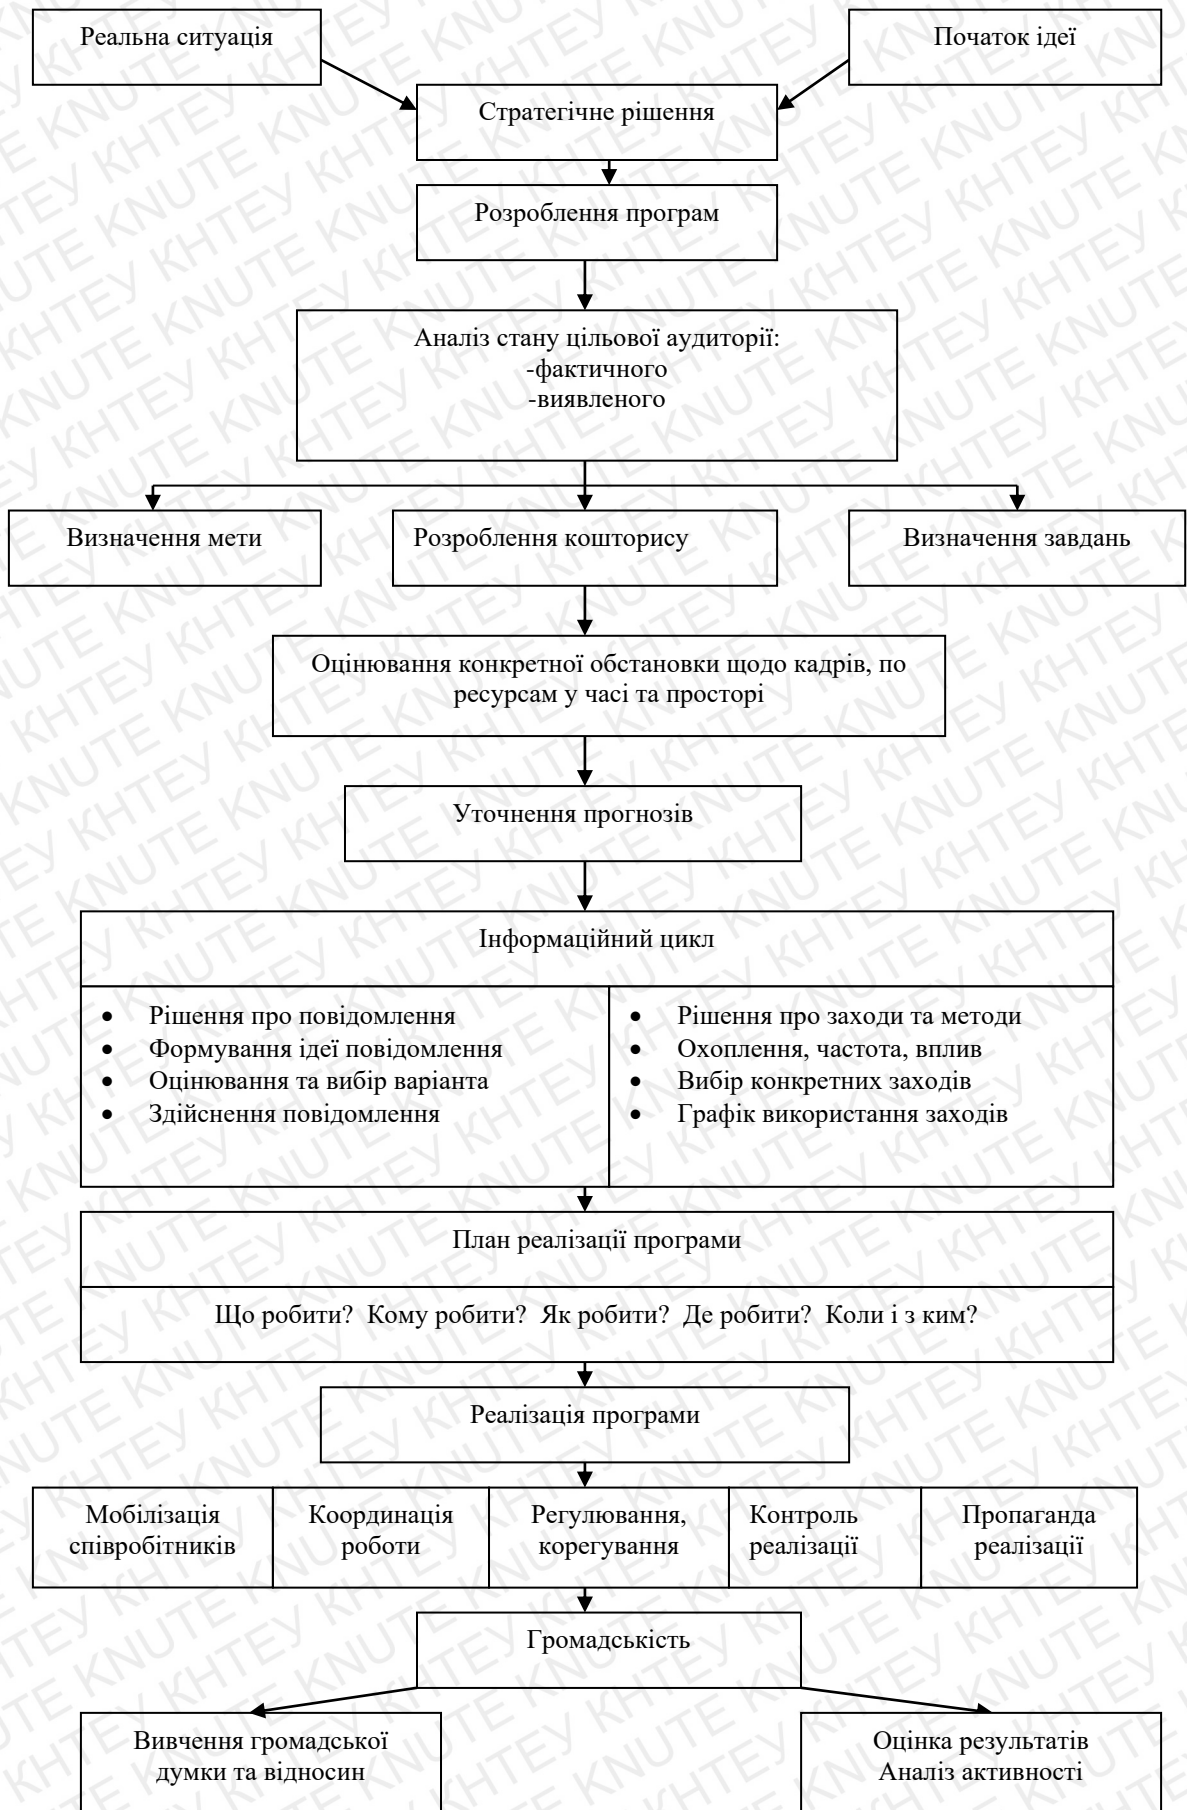 Реальна ситуація
Початок ідеї
Стратегічне рішення
Розроблення програм
Аналіз стану цільової аудиторії:
-фактичного
-виявленого
Визначення мети
Розроблення кошторису
Визначення завдань
Оцінювання конкретної обстановки щодо кадрів, по
ресурсам у часі та просторі
Уточнення прогнозів
Інформаційний цикл
• Рішення про повідомлення
• Формування ідеї повідомлення
• Оцінювання та вибір варіанта
• Здійснення повідомлення
• Рішення про заходи та методи
• Охоплення, частота, вплив
• Вибір конкретних заходів
• Графік використання заходів
План реалізації програми
Що робити? Кому робити? Як робити? Де робити? Коли і з ким?
Реалізація програми
Мобілізація
співробітників
Координація
роботи
Регулювання,
корегування
Контроль
реалізації
Пропаганда
реалізації
Громадськість
Вивчення громадської
думки та відносин
Оцінка результатів
Аналіз активності